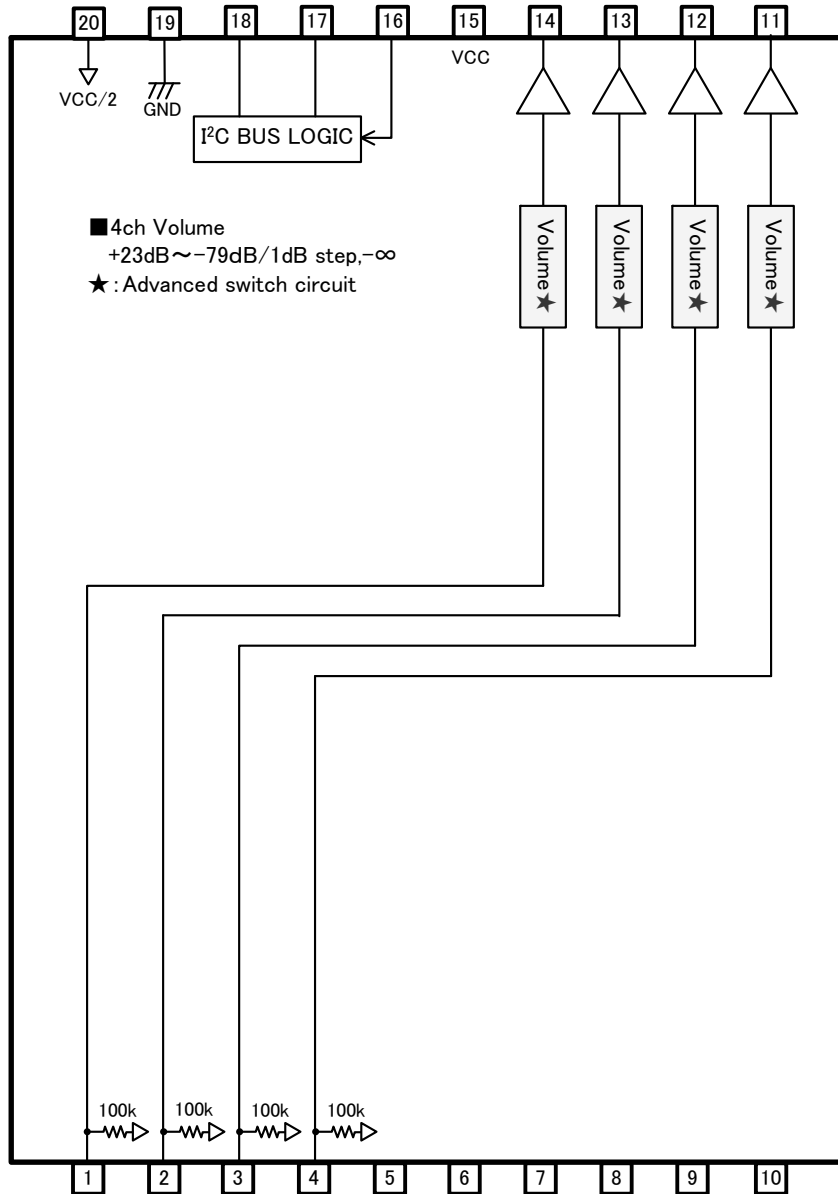 20 19 18 17 16 15 14 13 12 11
VCC
VCC/2
GND
I²C BUS LOGIC
■4ch Volume
+23dB～-79dB/1dB step,-∞
★:Advanced switch circuit
Volume★ Volume★ Volume★ Volume★
100k 100k 100k 100k
1 2 3 4 5 6 7 8 9 10